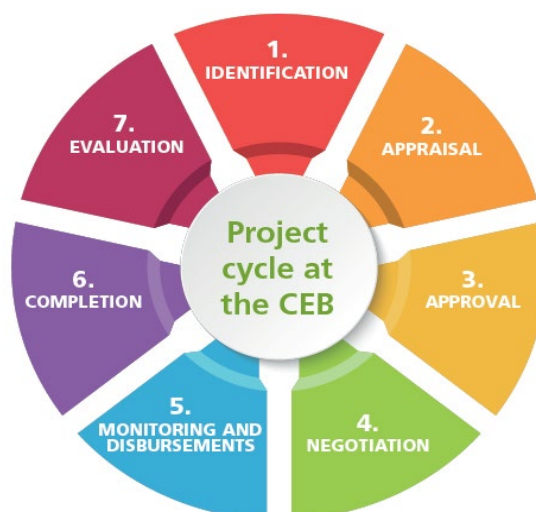 1.
IDENTIFICATION
2.
APPRAISAL
3.
APPROVAL
4.
NEGOTIATION
5.
MONITORING AND
DISBURSEMENTS
6.
COMPLETION
7.
EVALUATION
Project
cycle at
the CEB